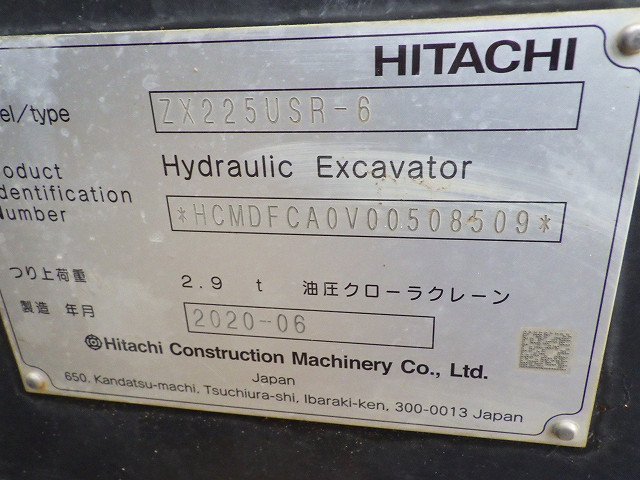 HITACHI
el/type ZX225USR-6
roduct Hydraulic Excavator
dentification
Number *HCMDFCA0V00508509*
つり上荷重 2.9 t 油圧クローラクレーン
製造 年月 2020-06
Hitachi Construction Machinery Co., Ltd.
Japan
650, Kandatsu-machi, Tsuchiura-shi, Ibaraki-ken, 300-0013 Japan